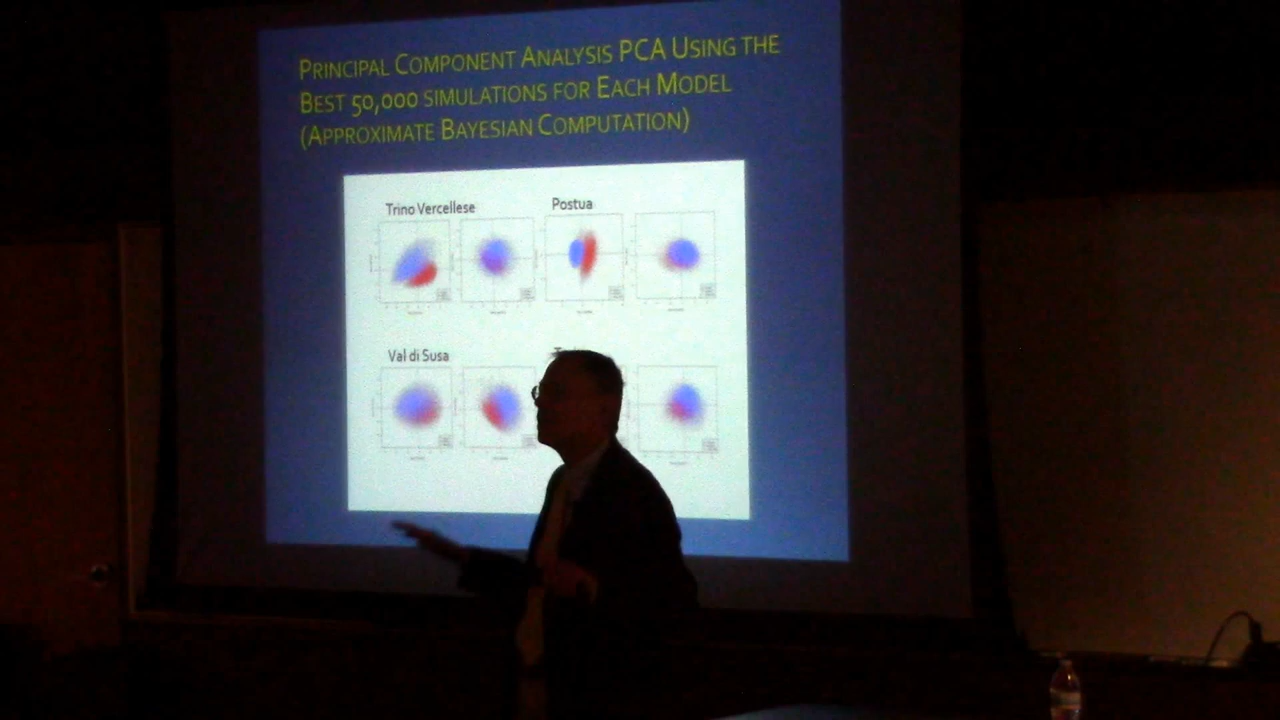 PRINCIPAL COMPONENT ANALYSIS PCA USING THE
BEST 50,000 SIMULATIONS FOR EACH MODEL
(APPROXIMATE BAYESIAN COMPUTATION)
Trino Vercellese
Postua
Val di Susa